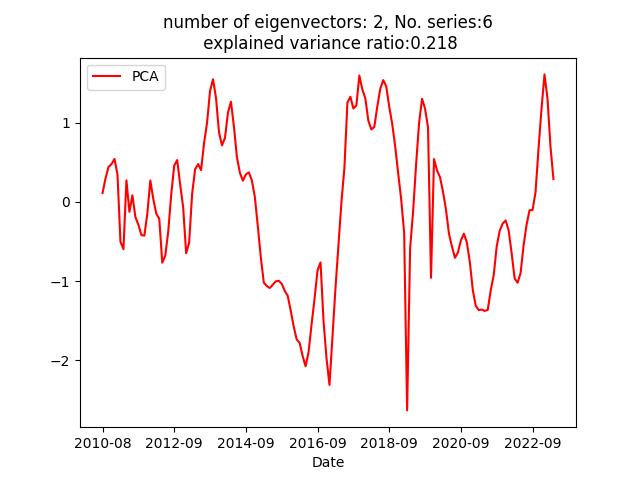 number of eigenvectors: 2, No. series:6
explained variance ratio:0.218
PCA
1
0
−1
−2
2010-08 2012-09 2014-09 2016-09 2018-09 2020-09 2022-09
Date